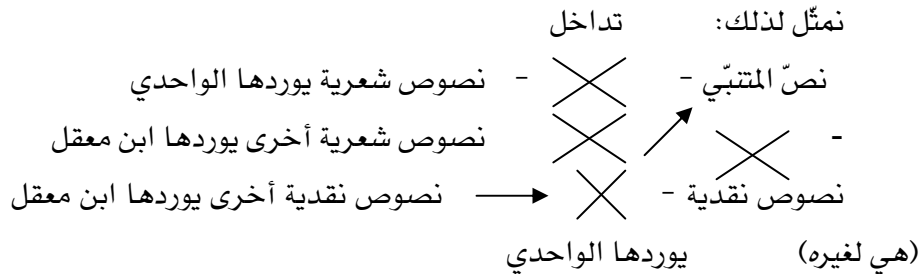 نمثّل لذلك: تداخل
نصّ المتنبّي - - نصوص شعرية يوردها الواحدي
- نصوص شعرية أخرى يوردها ابن معقل
نصوص نقدية - نصوص نقدية أخرى يوردها ابن معقل
(هي لغيره) يوردها الواحدي